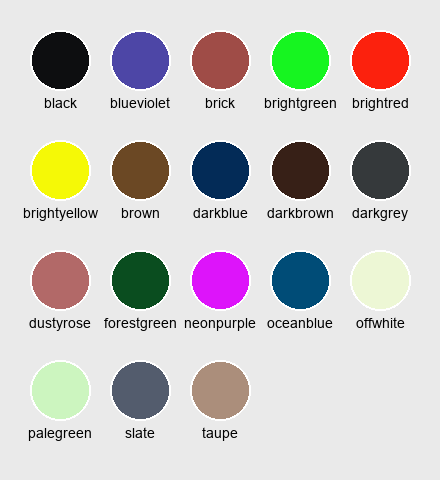 black blueviolet brick brightgreen brightred
brightyellow brown darkblue darkbrown darkgrey
dustyrose forestgreen neonpurple oceanblue offwhite
palegreen slate taupe